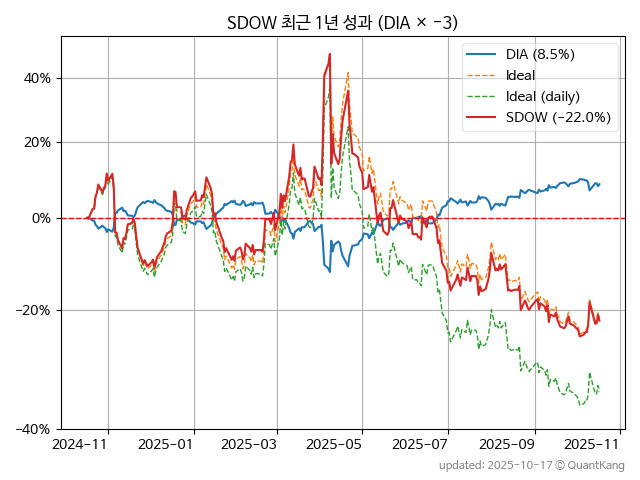 SDOW 최근 1년 성과 (DIA × −3)
DIA (8.5%)
Ideal
Ideal (daily)
SDOW (−22.0%)
40%
20%
0%
−20%
−40%
2024-11
2025-01
2025-03
2025-05
2025-07
2025-09
2025-11
updated: 2025-10-17 © QuantKang